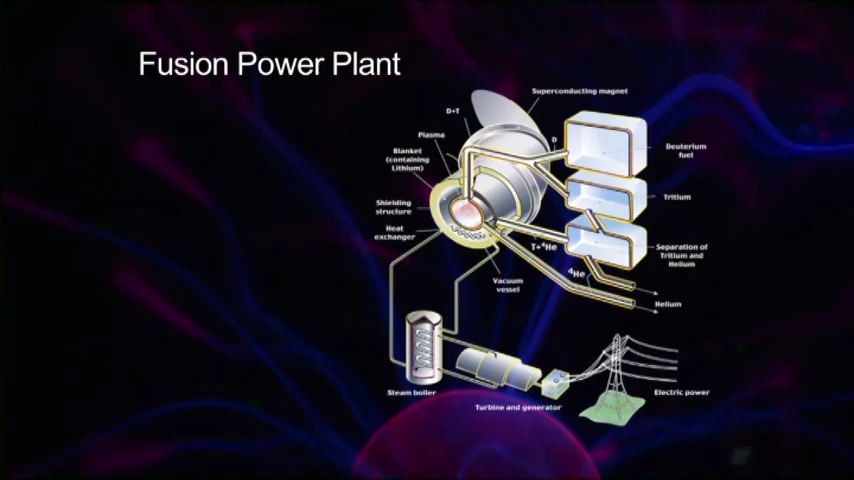 Fusion Power Plant
Superconducting magnet
D+T
Plasma
D
Deuterium
fuel
Blanket
(containing
Lithium)
Tritium
Shielding
structure
Heat
exchanger
T+⁴He
Separation of
Tritium and
Helium
⁴He
Vacuum
vessel
Helium
Steam boiler
Turbine and generator
Electric power